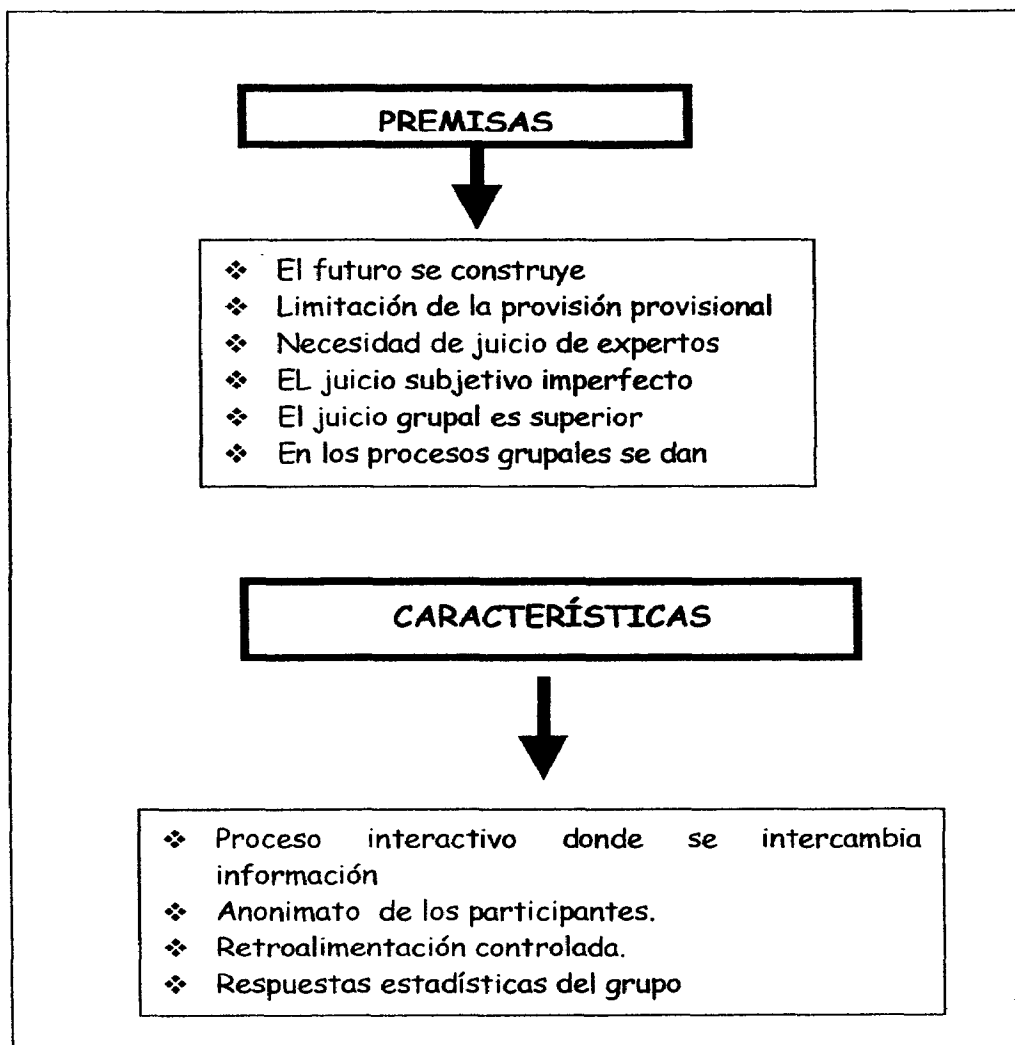 PREMISAS
❖ El futuro se construye
❖ Limitación de la provisión provisional
❖ Necesidad de juicio de expertos
❖ EL juicio subjetivo imperfecto
❖ El juicio grupal es superior
❖ En los procesos grupales se dan
CARACTERÍSTICAS
❖ Proceso interactivo donde se intercambia
información
❖ Anonimato de los participantes.
❖ Retroalimentación controlada.
❖ Respuestas estadísticas del grupo